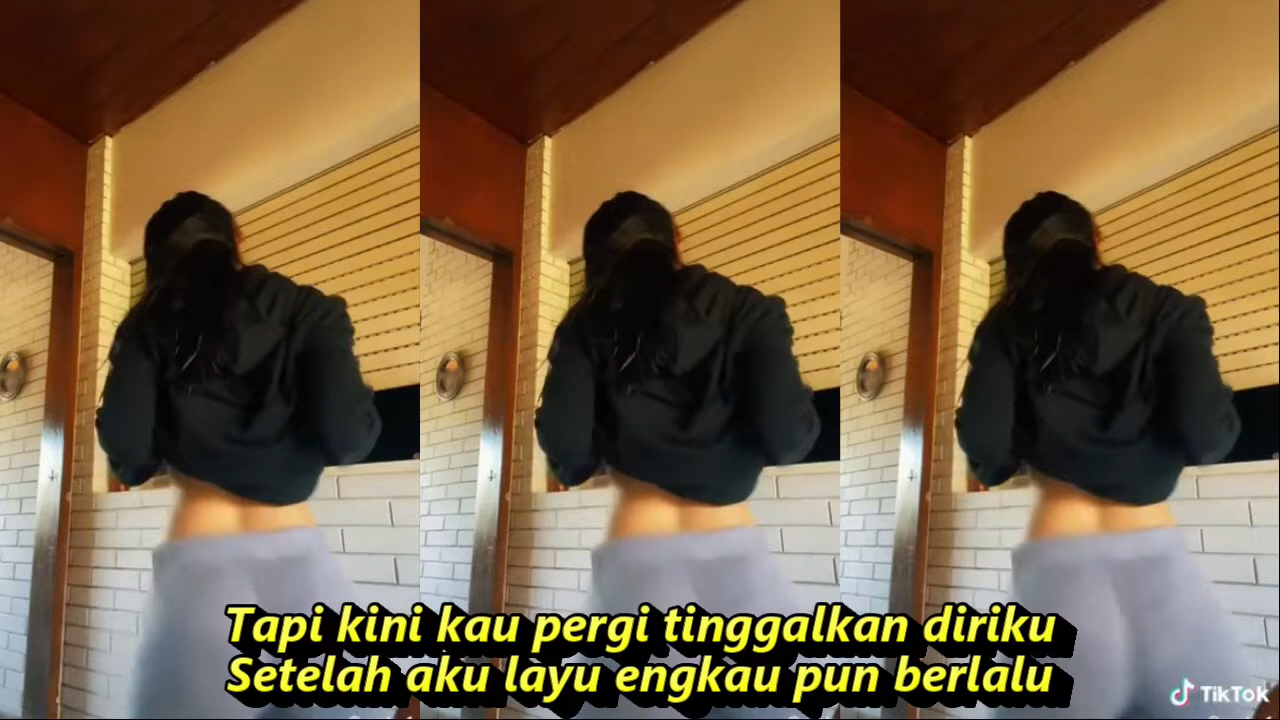 Tapi kini kau pergi tinggalkan diriku
Setelah aku layu engkau pun berlalu
TikTok